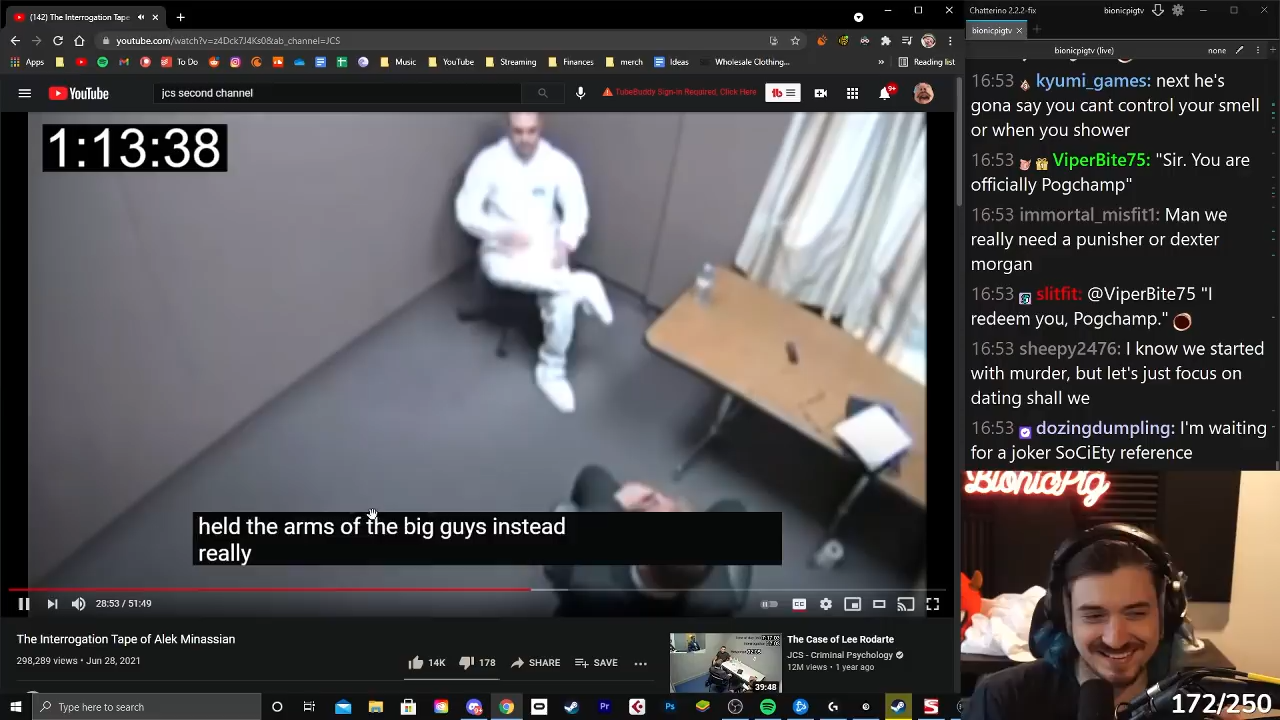 (142) The Interrogation Tape
youtube.com/watch?v=z4Dck7J4Ks0&ab_channel=JCS
Apps
To Do
Music
YouTube
Streaming
Finances
merch
Ideas
Wholesale Clothing...
Reading list
YouTube
jcs second channel
TubeBuddy Sign-In Required, Click Here
9+
1:13:38
held the arms of the big guys instead
really
28:53 / 51:49
The Interrogation Tape of Alek Minassian
298,289 views • Jun 28, 2021
14K
178
SHARE
SAVE
39:48
The Case of Lee Rodarte
JCS - Criminal Psychology
12M views • 1 year ago
Type here to search
Chatterino 2.2.2-fix
bionicpigtv
bionicpigtv
bionicpigtv (live)
none
16:53 kyumi_games: next he's
gona say you cant control your smell
or when you shower
16:53 ViperBite75: "Sir. You are
officially Pogchamp"
16:53 immortal_misfit1: Man we
really need a punisher or dexter
morgan
16:53 slitfit: @ViperBite75 "I
redeem you, Pogchamp."
16:53 sheepy2476: I know we started
with murder, but let's just focus on
dating shall we
16:53 dozingdumpling: I'm waiting
for a joker SoCiEty reference
BionicPig
172/250